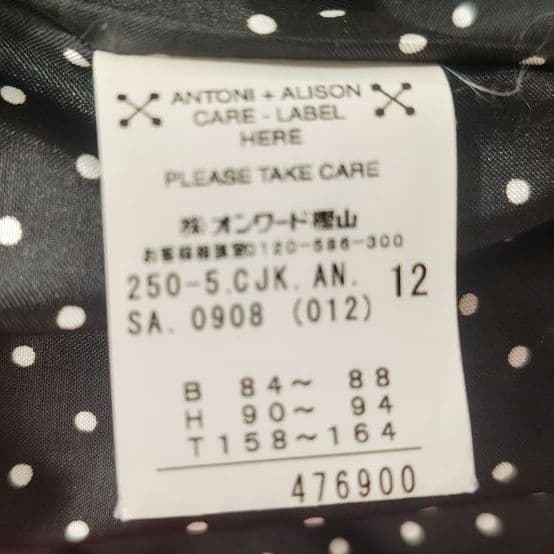 ANTONI + ALISON
CARE - LABEL
HERE
PLEASE TAKE CARE
㈱オンワード樫山
お客様相談室0120-586-300
250-5.CJK.AN. 12
SA. 0908 (012)
B 84～ 88
H 90～ 94
T 158～164
476900